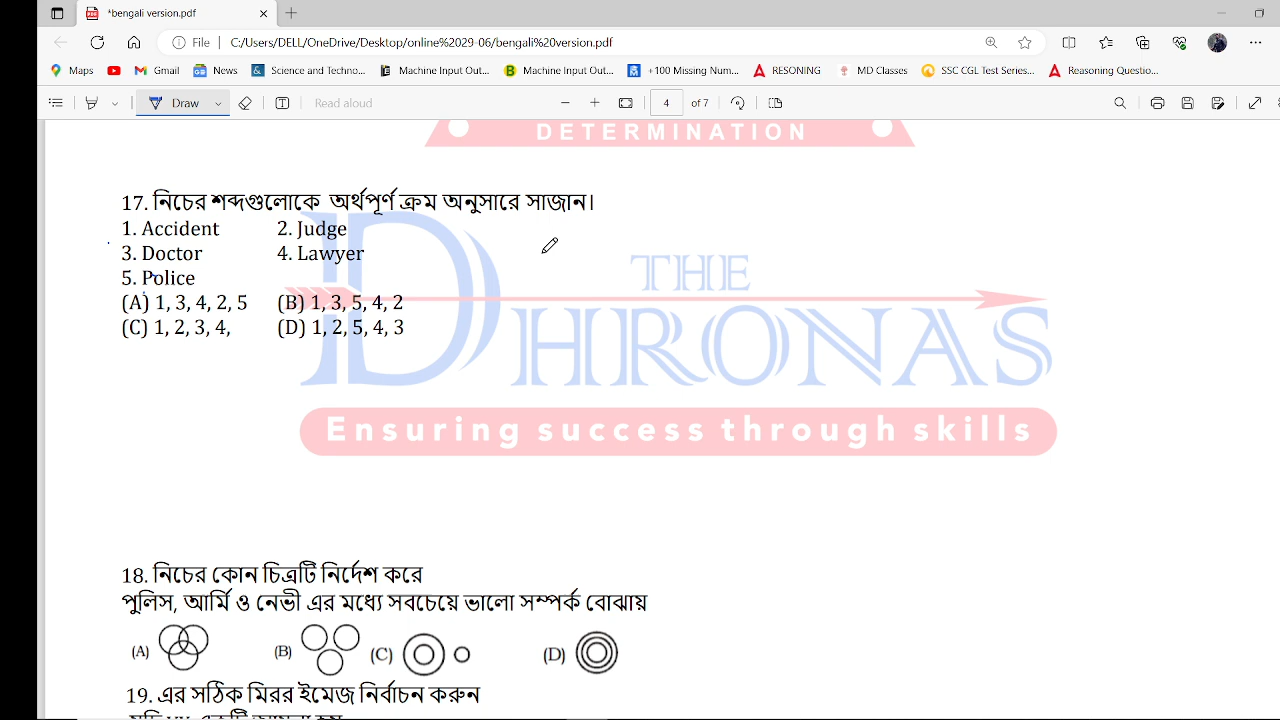 *bengali version.pdf
File | C:/Users/DELL/OneDrive/Desktop/online%2029-06/bengali%20version.pdf
Maps Gmail News Science and Techno... Machine Input Out... Machine Input Out... +100 Missing Num... RESONING MD Classes SSC CGL Test Series... Reasoning Questio...
Draw Read aloud 4 of 7
DETERMINATION
17. নিচের শব্দগুলোকে অর্থপূর্ণ ক্রম অনুসারে সাজান।
1. Accident 2. Judge
3. Doctor 4. Lawyer
5. Police
(A) 1, 3, 4, 2, 5 (B) 1, 3, 5, 4, 2
(C) 1, 2, 3, 4, (D) 1, 2, 5, 4, 3
THE
DHRONAS
Ensuring success through skills
18. নিচের কোন চিত্রটি নির্দেশ করে
পুলিস, আর্মি ও নেভী এর মধ্যে সবচেয়ে ভালো সম্পর্ক বোঝায়
(A) (B) (C) (D)
19. এর সঠিক মিরর ইমেজ নির্বাচন করুন